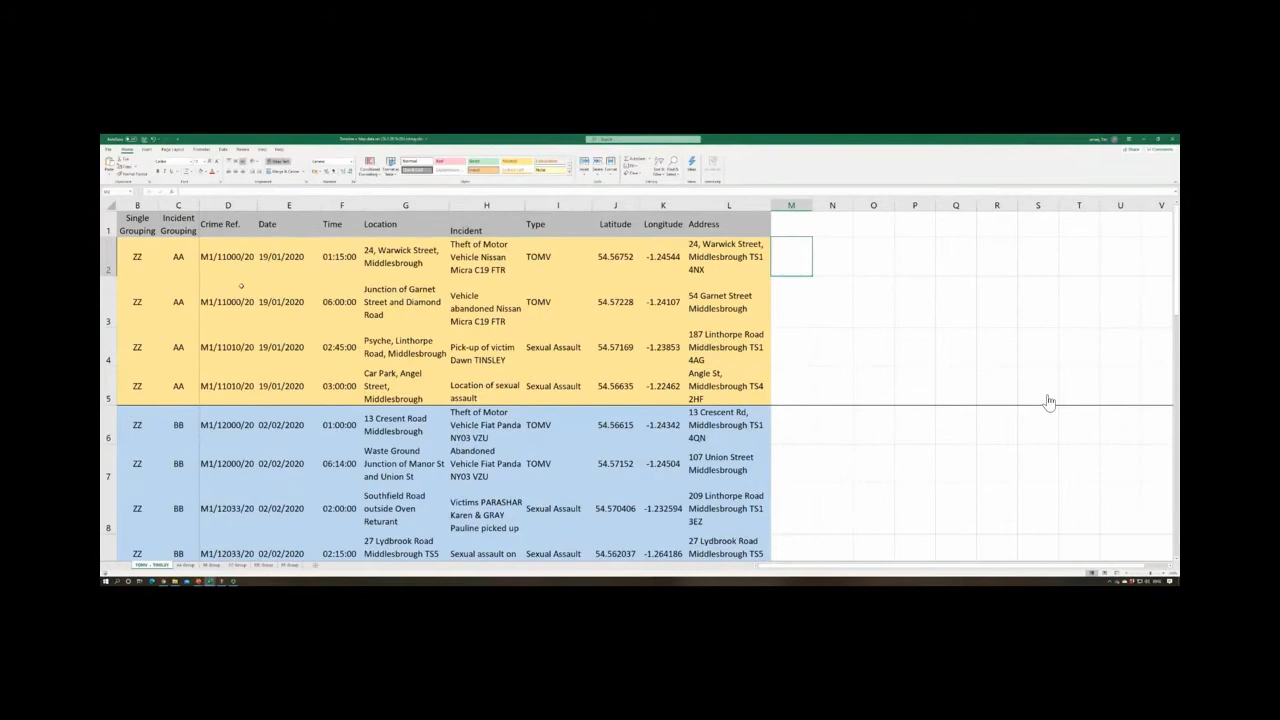 B C D E F G H I J K L M N O P Q R S T U V
Single
Grouping
Incident
Grouping
Crime Ref.
Date
Time
Location
Incident
Type
Latitude
Longitude
Address
1
ZZ
AA
M1/11000/20
19/01/2020
01:15:00
24, Warwick Street,
Middlesbrough
Theft of Motor
Vehicle Nissan
Micra C19 FTR
TOMV
54.56752
-1.24544
24, Warwick Street,
Middlesbrough TS1
4NX
2
ZZ
AA
M1/11000/20
19/01/2020
06:00:00
Junction of Garnet
Street and Diamond
Road
Vehicle
abandoned Nissan
Micra C19 FTR
TOMV
54.57228
-1.24107
54 Garnet Street
Middlesbrough
3
ZZ
AA
M1/11010/20
19/01/2020
02:45:00
Psyche, Linthorpe
Road, Middlesbrough
Pick-up of victim
Dawn TINSLEY
Sexual Assault
54.57169
-1.23853
187 Linthorpe Road
Middlesbrough TS1
4AG
4
ZZ
AA
M1/11010/20
19/01/2020
03:00:00
Car Park, Angel
Street,
Middlesbrough
Location of sexual
assault
Sexual Assault
54.56635
-1.22462
Angle St,
Middlesbrough TS4
2HF
5
ZZ
BB
M1/12000/20
02/02/2020
01:00:00
13 Cresent Road
Middlesbrough
Theft of Motor
Vehicle Fiat Panda
NY03 VZU
TOMV
54.56615
-1.24342
13 Crescent Rd,
Middlesbrough TS1
4QN
6
ZZ
BB
M1/12000/20
02/02/2020
06:14:00
Waste Ground
Junction of Manor St
and Union St
Abandoned
Vehicle Fiat Panda
NY03 VZU
TOMV
54.57152
-1.24504
107 Union Street
Middlesbrough
7
ZZ
BB
M1/12033/20
02/02/2020
02:00:00
Southfield Road
outside Oven
Returant
Victims PARASHAR
Karen & GRAY
Pauline picked up
Sexual Assault
54.570406
-1.232594
209 Linthorpe Road
Middlesbrough TS1
3EZ
8
ZZ
BB
M1/12033/20
02/02/2020
02:15:00
27 Lydbrook Road
Middlesbrough TS5
Sexual assault on
Sexual Assault
54.562037
-1.264186
27 Lydbrook Road
Middlesbrough TS5
TOMV - TINSLEY